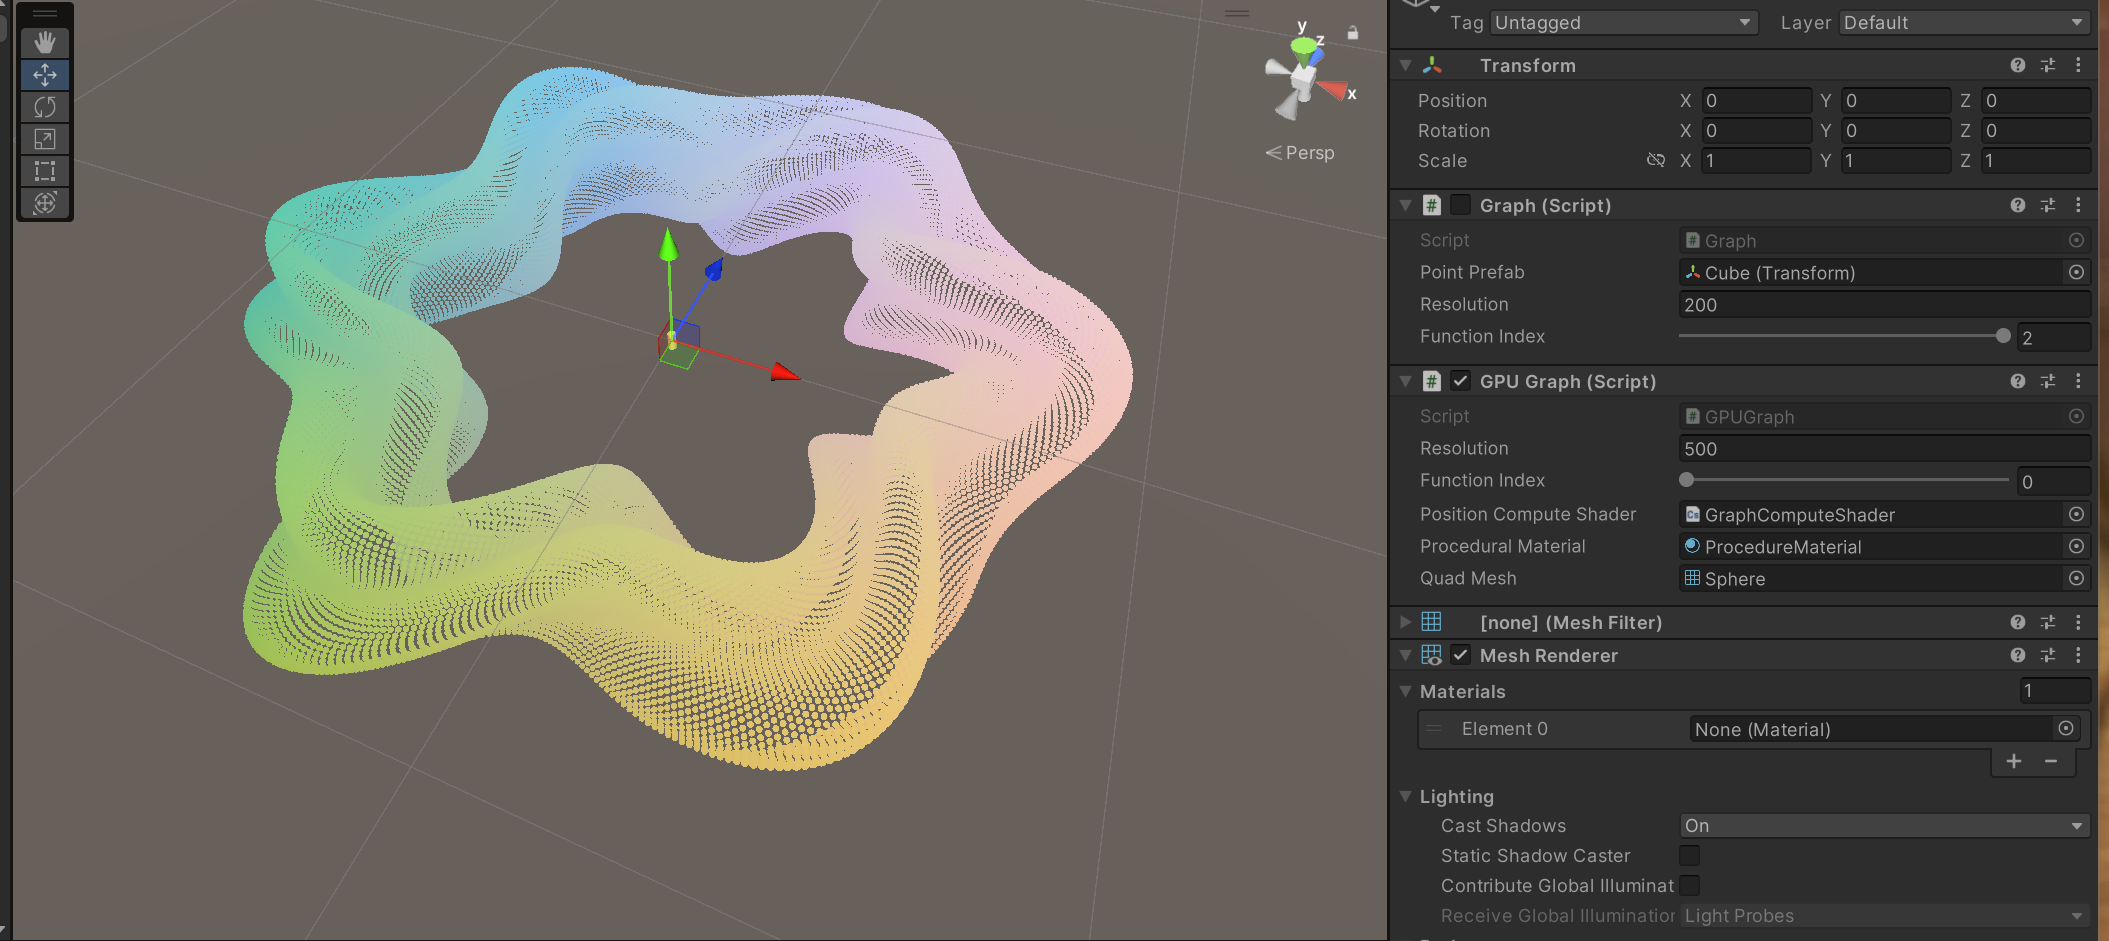 y
z
x
Persp
Tag Untagged Layer Default
Transform
Position X 0 Y 0 Z 0
Rotation X 0 Y 0 Z 0
Scale X 1 Y 1 Z 1
# Graph (Script)
Script # Graph
Point Prefab Cube (Transform)
Resolution 200
Function Index 2
# GPU Graph (Script)
Script # GPUGraph
Resolution 500
Function Index 0
Position Compute Shader Cs GraphComputeShader
Procedural Material ProcedureMaterial
Quad Mesh Sphere
[none] (Mesh Filter)
Mesh Renderer
Materials 1
Element 0 None (Material)
Lighting
Cast Shadows On
Static Shadow Caster
Contribute Global Illuminat
Receive Global Illumination Light Probes